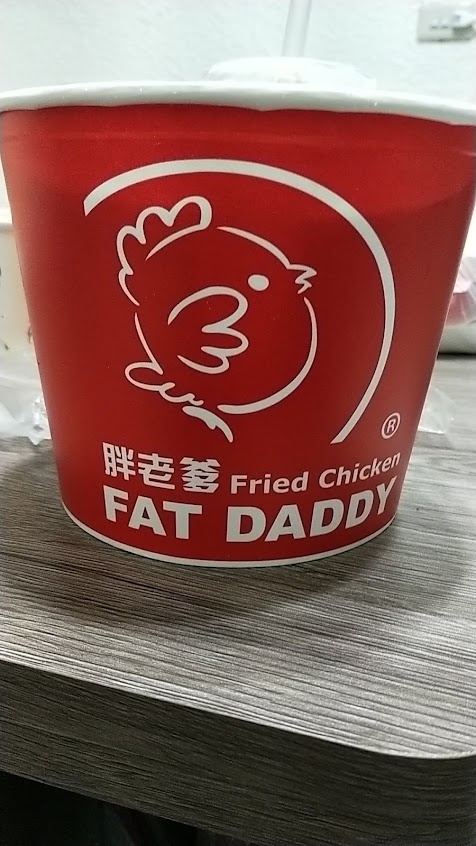 ®
胖老爹 Fried Chicken
FAT DADDY